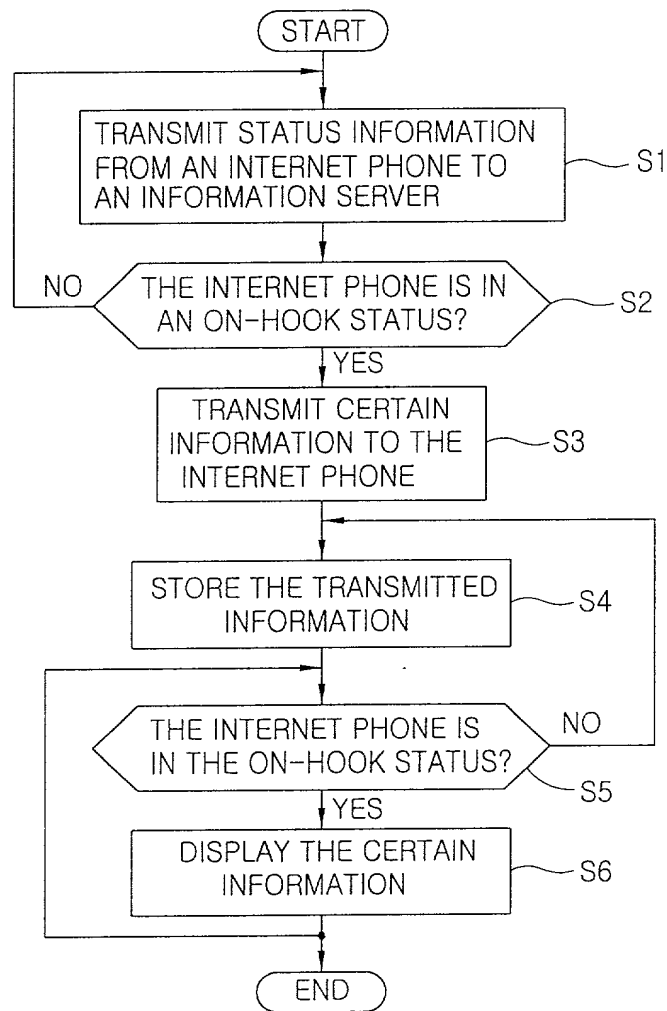 START
TRANSMIT STATUS INFORMATION
FROM AN INTERNET PHONE TO
AN INFORMATION SERVER
S1
NO
THE INTERNET PHONE IS IN
AN ON-HOOK STATUS?
S2
YES
TRANSMIT CERTAIN
INFORMATION TO THE
INTERNET PHONE
S3
STORE THE TRANSMITTED
INFORMATION
S4
THE INTERNET PHONE IS
IN THE ON-HOOK STATUS?
NO
S5
YES
DISPLAY THE CERTAIN
INFORMATION
S6
END